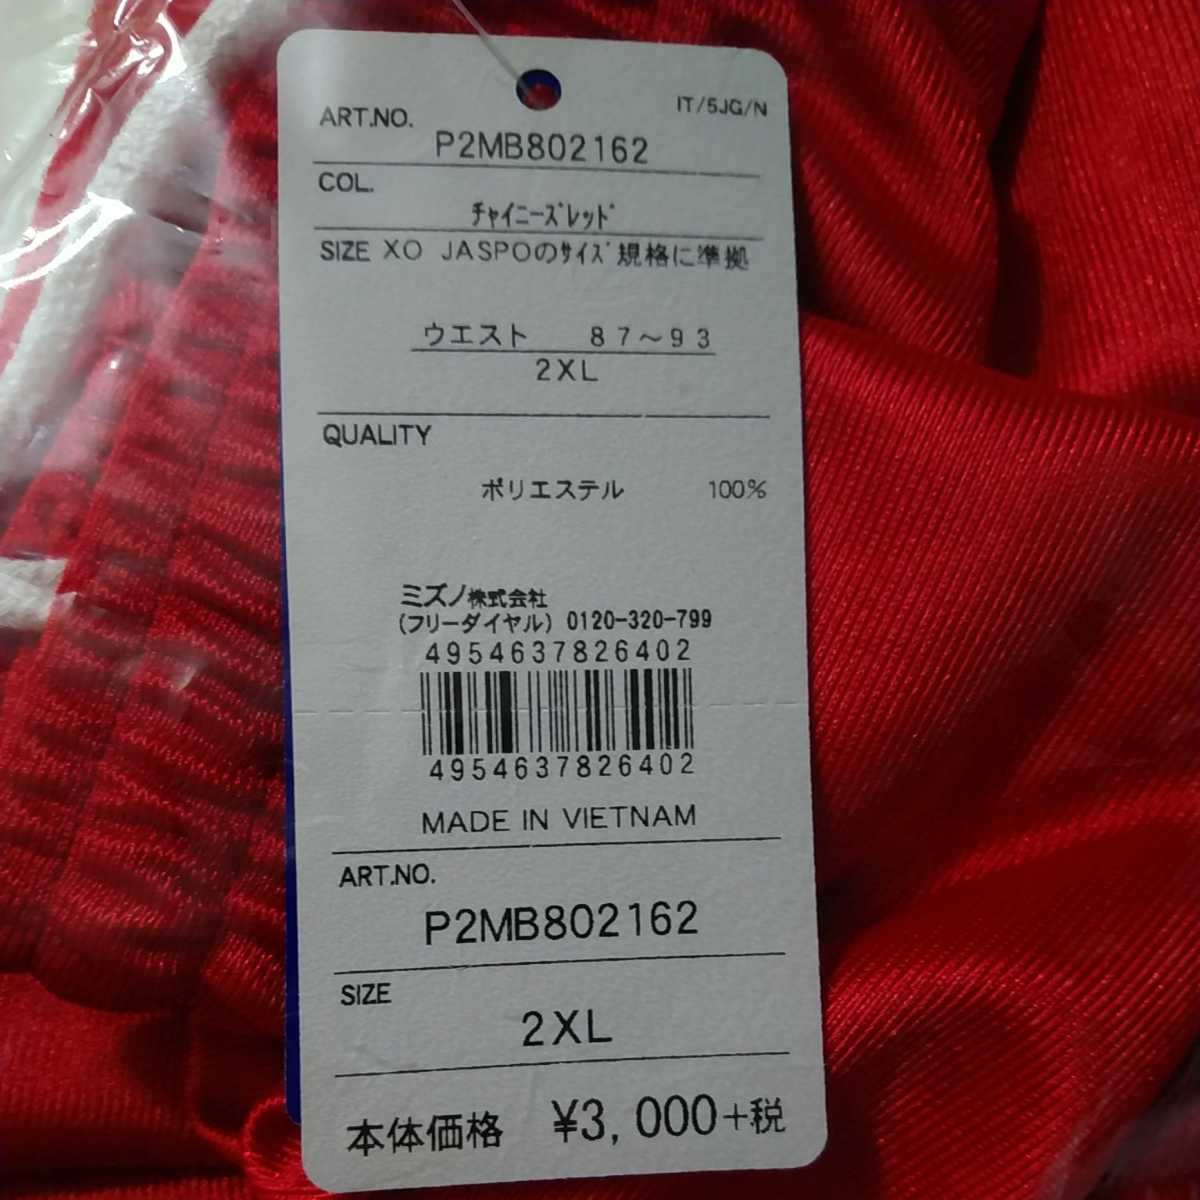 ART.NO.
IT/5JG/N
P2MB802162
COL.
ﾁｬｲﾆｰｽﾞﾚｯﾄﾞ
SIZE XO JASPOのｻｲｽﾞ規格に準拠
ウエスト 87〜93
2XL
QUALITY
ポリエステル 100%
ミズノ株式会社
(フリーダイヤル) 0120-320-799
4954637826402
4954637826402
MADE IN VIETNAM
ART.NO.
P2MB802162
SIZE
2XL
本体価格 ¥3,000+税